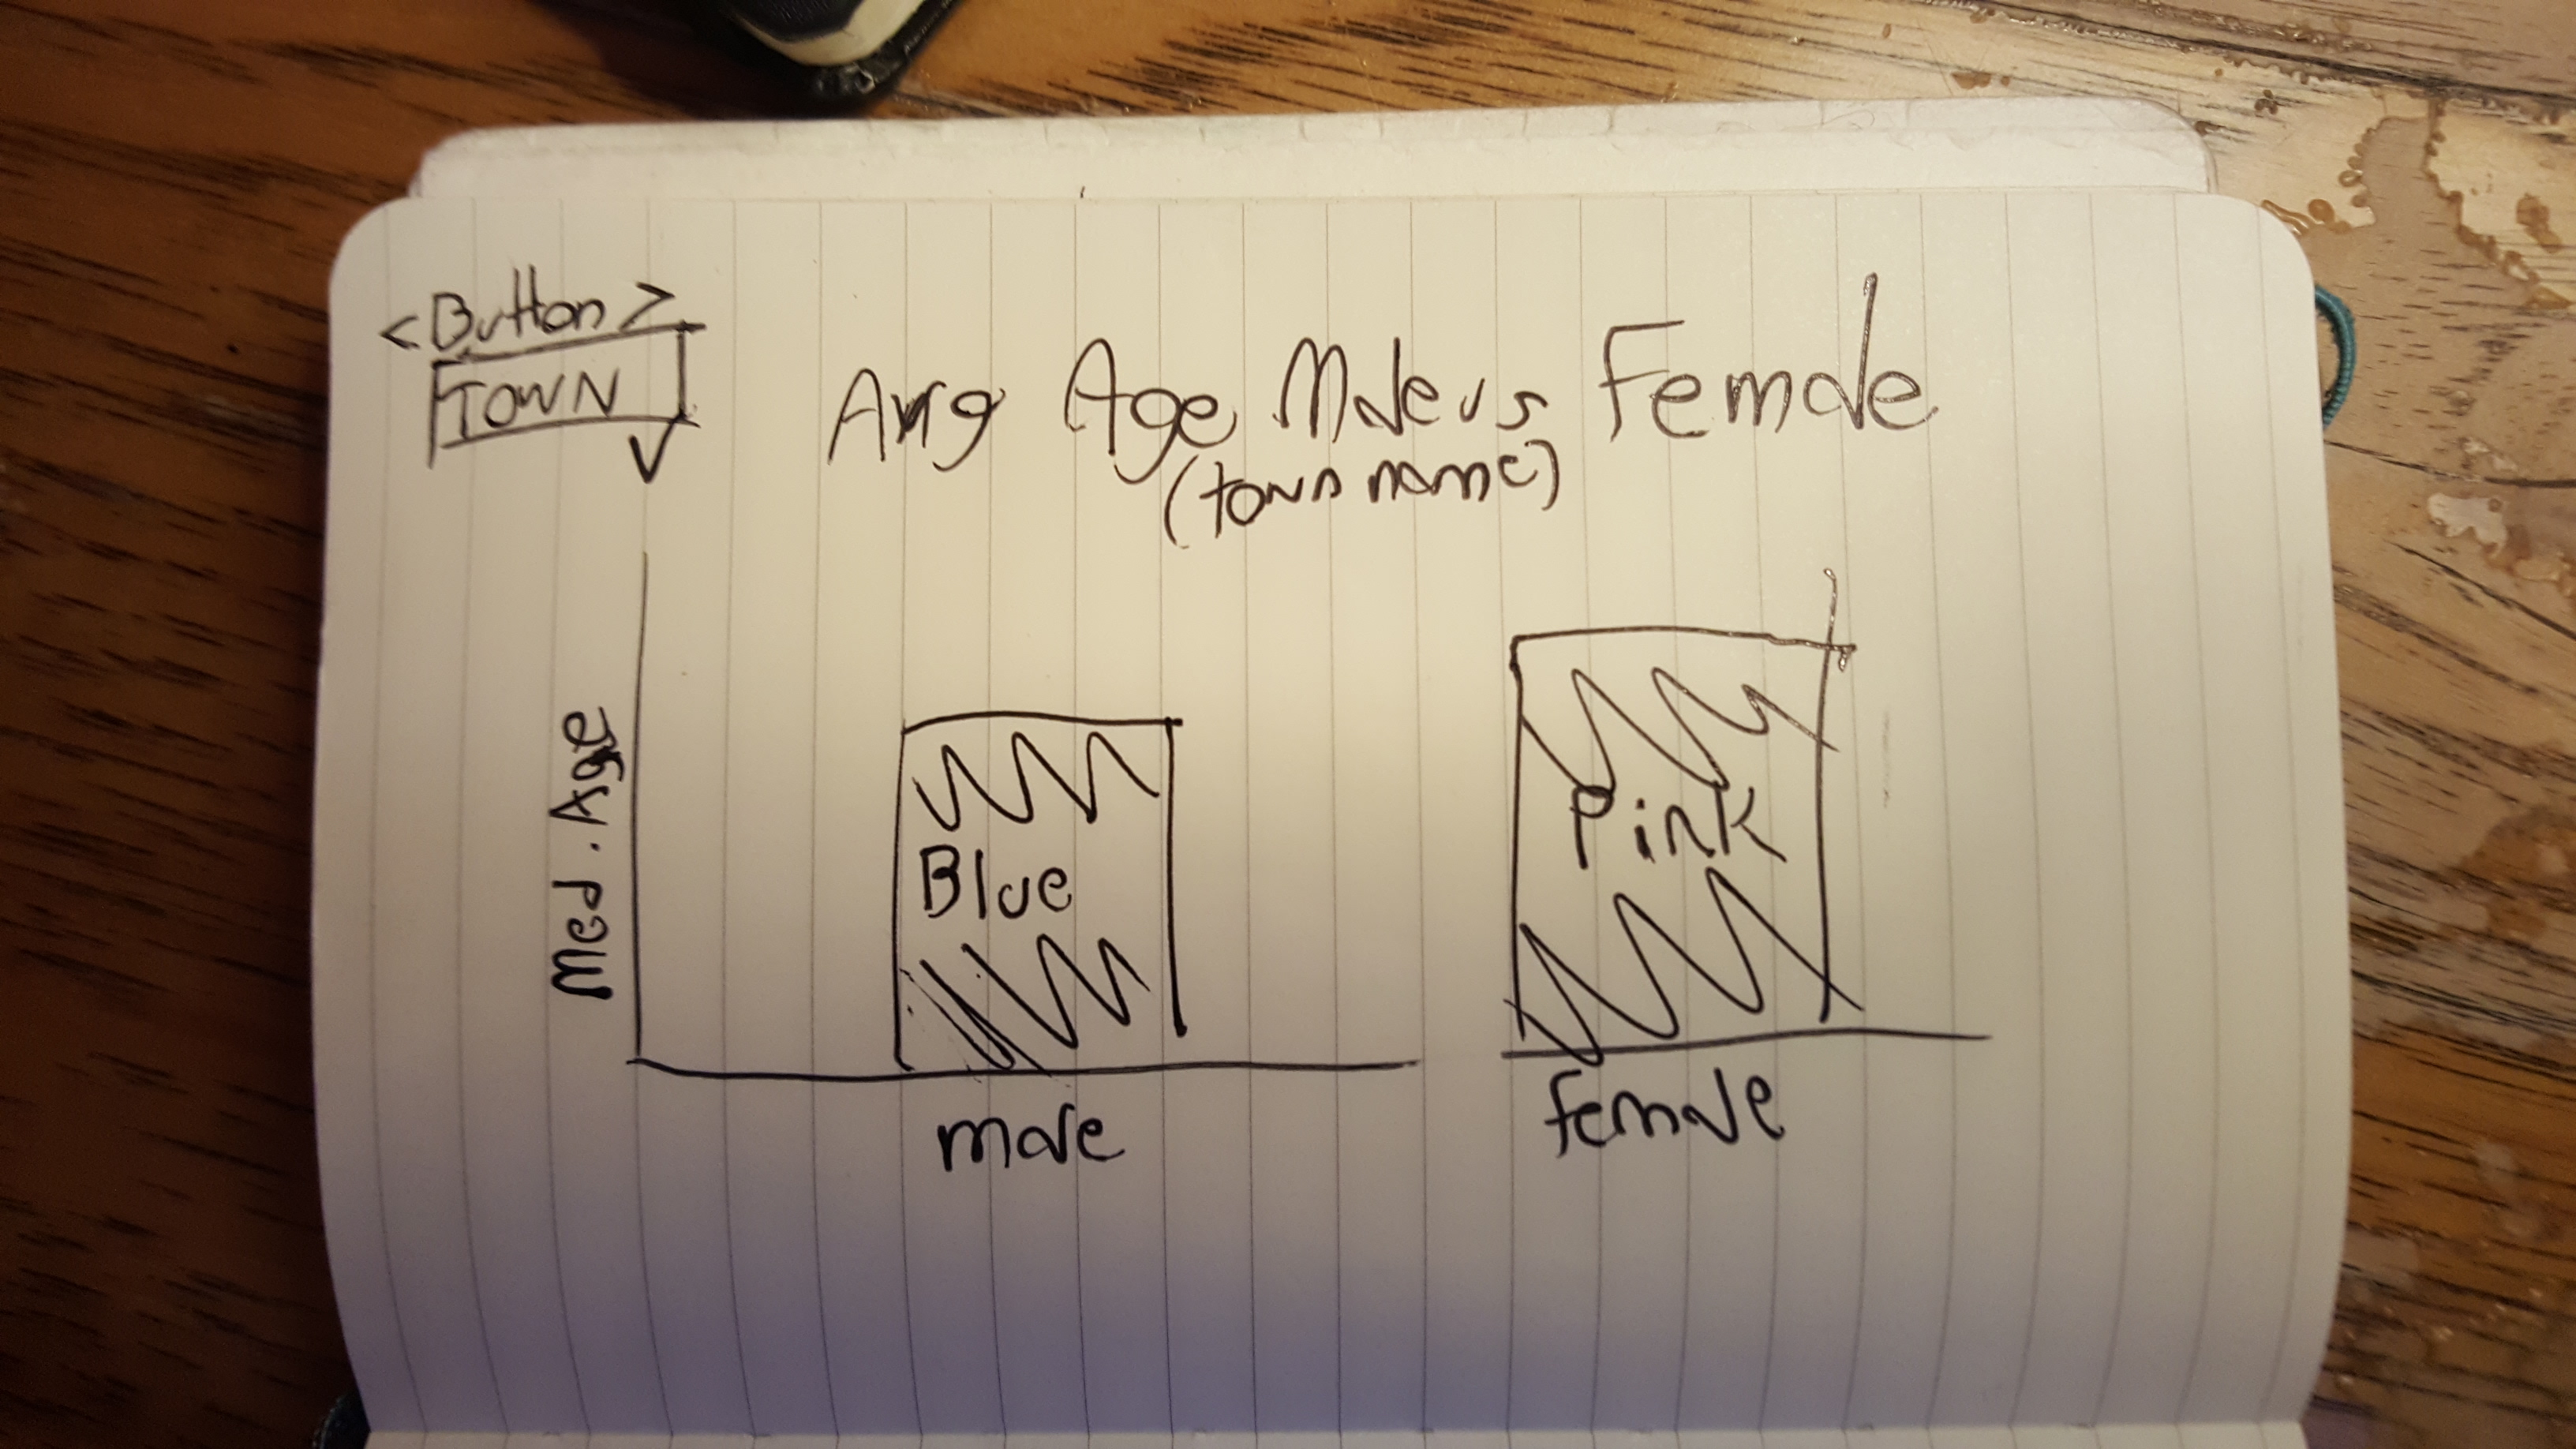 <Button>
TOWN
Avg Age Male vs Female
(town name)
Med. Age
Blue
Pink
male
female